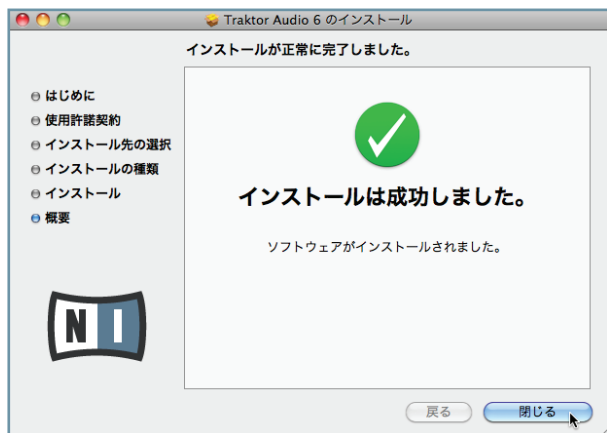 Traktor Audio 6 のインストール
インストールが正常に完了しました。
はじめに
使用許諾契約
インストール先の選択
インストールの種類
インストール
概要
インストールは成功しました。
ソフトウェアがインストールされました。
NI
戻る
閉じる